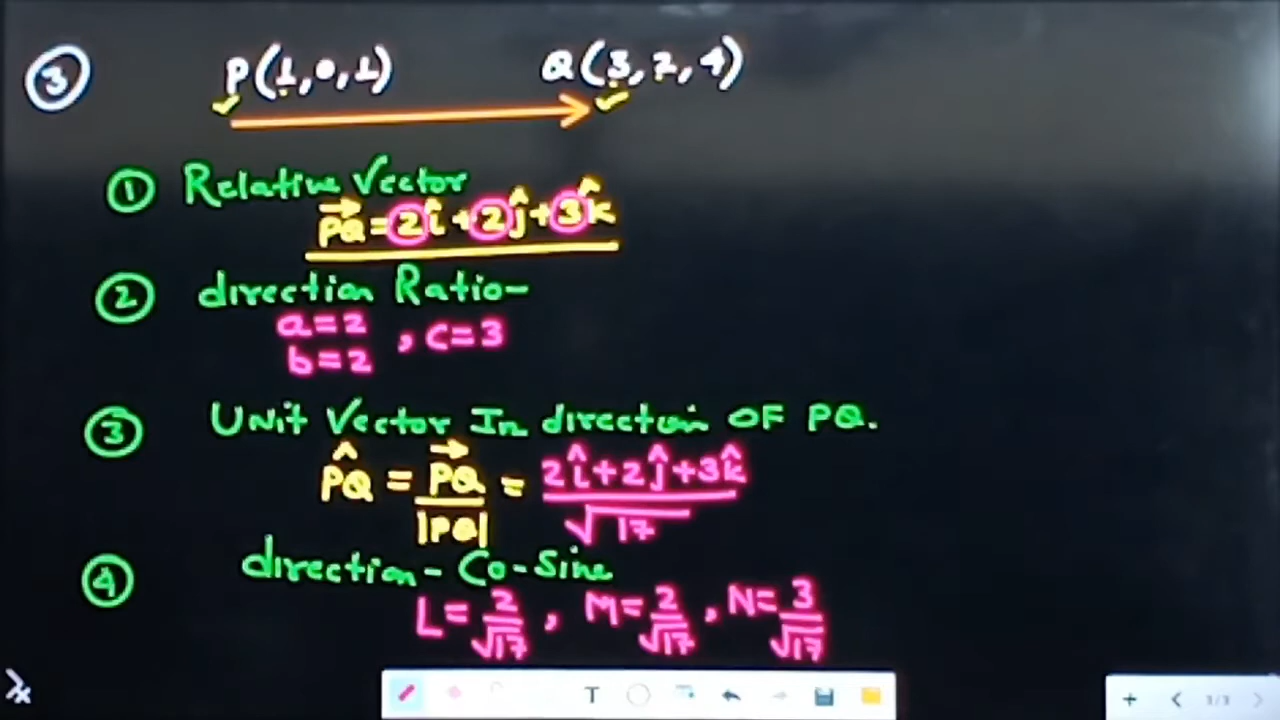 ③ P(1,0,1) Q(3,2,4)
① Relative Vector
PQ⃗ = 2î + 2ĵ + 3k̂
② direction Ratio-
a=2
b=2 , c=3
③ Unit Vector In direction OF PQ.
P̂Q = PQ⃗ / |PQ| = (2î+2ĵ+3k̂) / √17
④ direction-Co-Sine
L= 2/√17 , M= 2/√17 , N= 3/√17
T
+ < 3/3 >